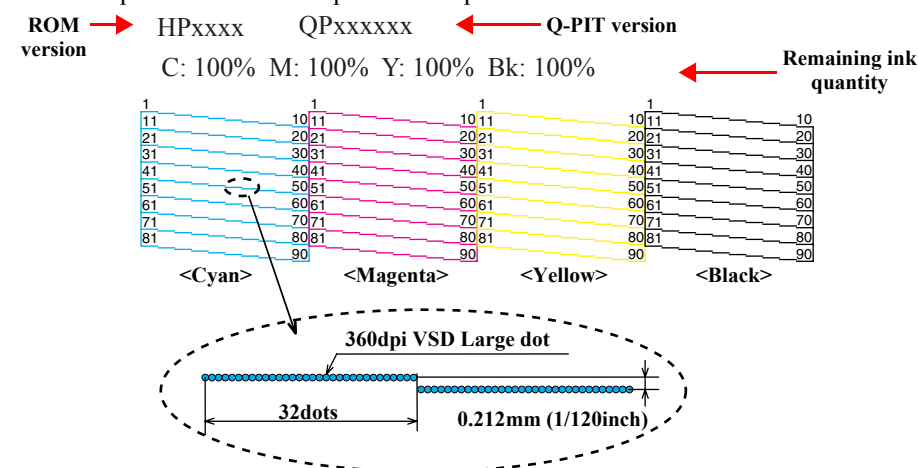 ROM version
HPxxxx QPxxxxxx
Q-PIT version
C: 100% M: 100% Y: 100% Bk: 100%
Remaining ink quantity
1 1 1 1
11 10 11 10 11 10 11 10
21 20 21 20 21 20 21 20
31 30 31 30 31 30 31 30
41 40 41 40 41 40 41 40
51 50 51 50 51 50 51 50
61 60 61 60 61 60 61 60
71 70 71 70 71 70 71 70
81 80 81 80 81 80 81 80
90 90 90 90
<Cyan> <Magenta> <Yellow> <Black>
360dpi VSD Large dot
32dots
0.212mm (1/120inch)